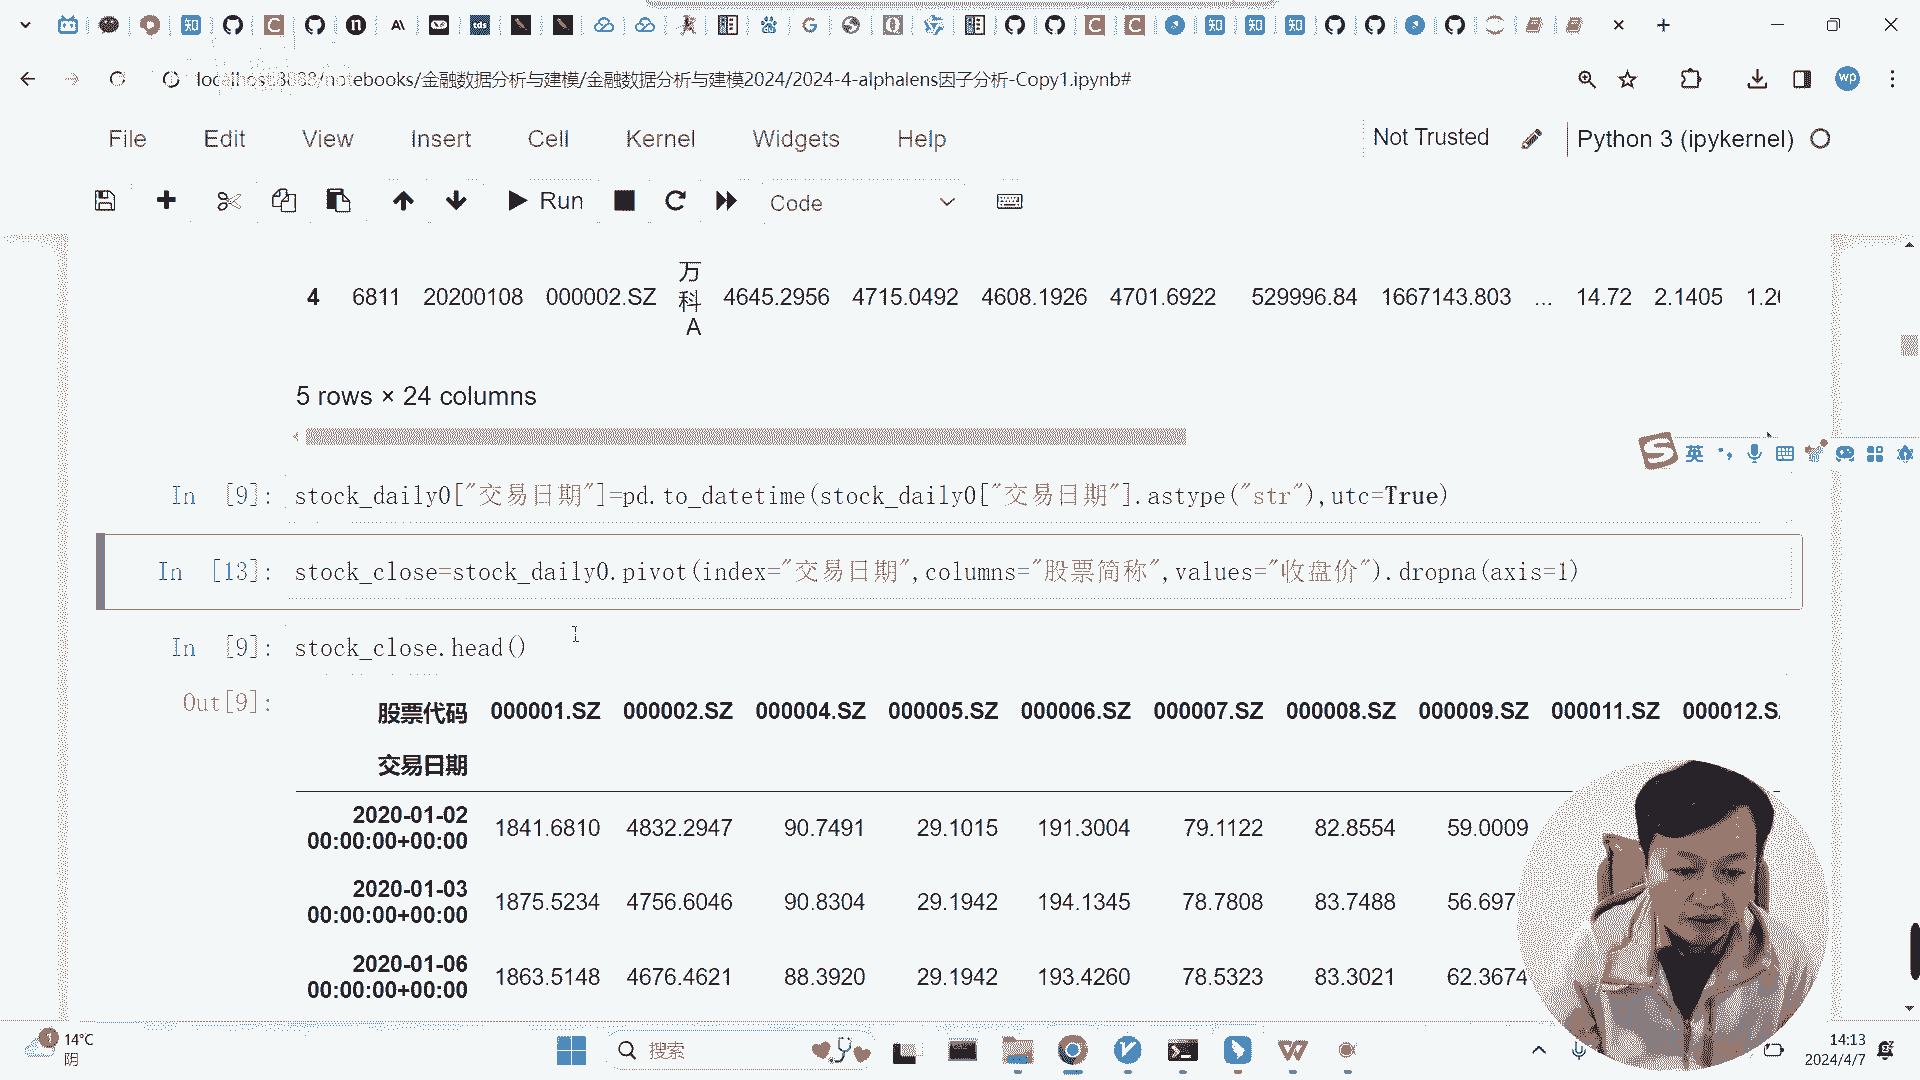 localhost:8888/notebooks/金融数据分析与建模/金融数据分析与建模2024/2024-4-alphalens因子分析-Copy1.ipynb#
wp
File Edit View Insert Cell Kernel Widgets Help
Not Trusted
Python 3 (ipykernel)
Run
Code
4 6811 20200108 000002.SZ 万科A 4645.2956 4715.0492 4608.1926 4701.6922 529996.84 1667143.803 ... 14.72 2.1405
5 rows × 24 columns
英
In [9]: stock_daily0["交易日期"]=pd.to_datetime(stock_daily0["交易日期"].astype("str"),utc=True)
In [13]: stock_close=stock_daily0.pivot(index="交易日期",columns="股票简称",values="收盘价").dropna(axis=1)
In [9]: stock_close.head()
Out[9]:
股票代码 000001.SZ 000002.SZ 000004.SZ 000005.SZ 000006.SZ 000007.SZ 000008.SZ 000009.SZ 000011.SZ 000012.S
交易日期
2020-01-02 00:00:00+00:00 1841.6810 4832.2947 90.7491 29.1015 191.3004 79.1122 82.8554 59.0009
2020-01-03 00:00:00+00:00 1875.5234 4756.6046 90.8304 29.1942 194.1345 78.7808 83.7488 56.697
2020-01-06 00:00:00+00:00 1863.5148 4676.4621 88.3920 29.1942 193.4260 78.5323 83.3021 62.3674
1
14°C
阴
搜索
14:13
2024/4/7